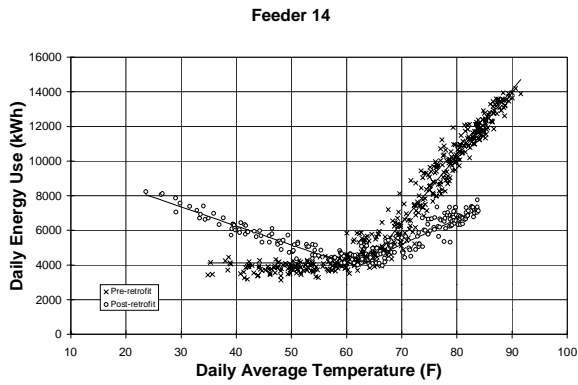 Feeder 14
16000
14000
12000
10000
8000
6000
4000
2000
0
Daily Energy Use (kWh)
× Pre-retrofit
o Post-retrofit
10 20 30 40 50 60 70 80 90 100
Daily Average Temperature (F)